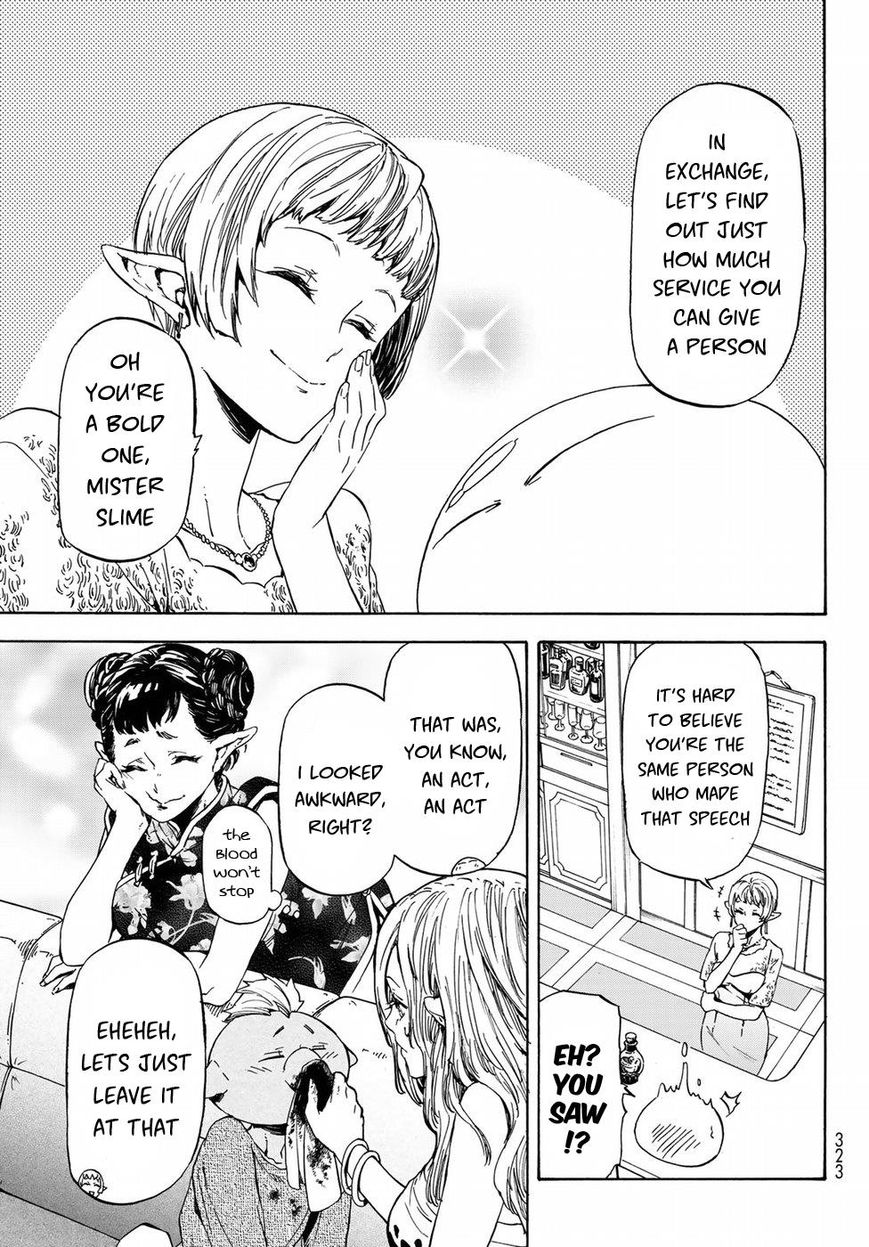 IN
EXCHANGE,
LET'S FIND
OUT JUST
HOW MUCH
SERVICE YOU
CAN GIVE
A PERSON
OH
YOU'RE
A BOLD
ONE,
MISTER
SLIME
IT'S HARD
TO BELIEVE
YOU'RE THE
SAME PERSON
WHO MADE
THAT SPEECH
EH?
YOU
SAW
!?
THAT WAS,
YOU KNOW,
AN ACT,
AN ACT
I LOOKED
AWKWARD,
RIGHT?
the
BLOOD
WON'T
STOP
EHEHEH,
LETS JUST
LEAVE IT
AT THAT
323